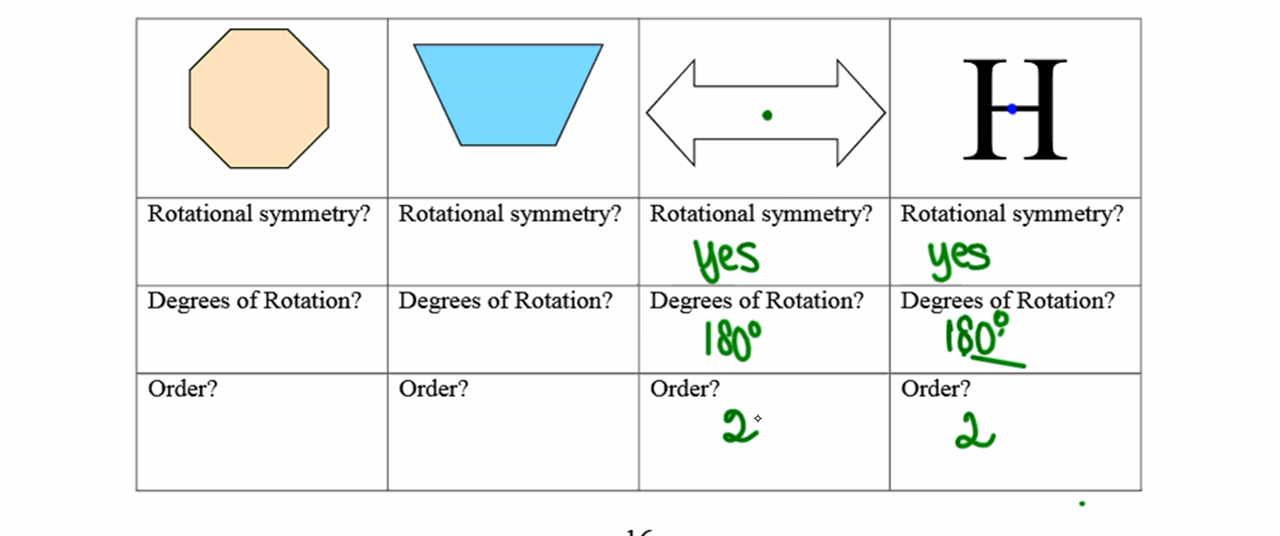 H
Rotational symmetry? Rotational symmetry? Rotational symmetry? Rotational symmetry?
yes yes
Degrees of Rotation? Degrees of Rotation? Degrees of Rotation? Degrees of Rotation?
180° 180°
Order? Order? Order? Order?
2 2
16